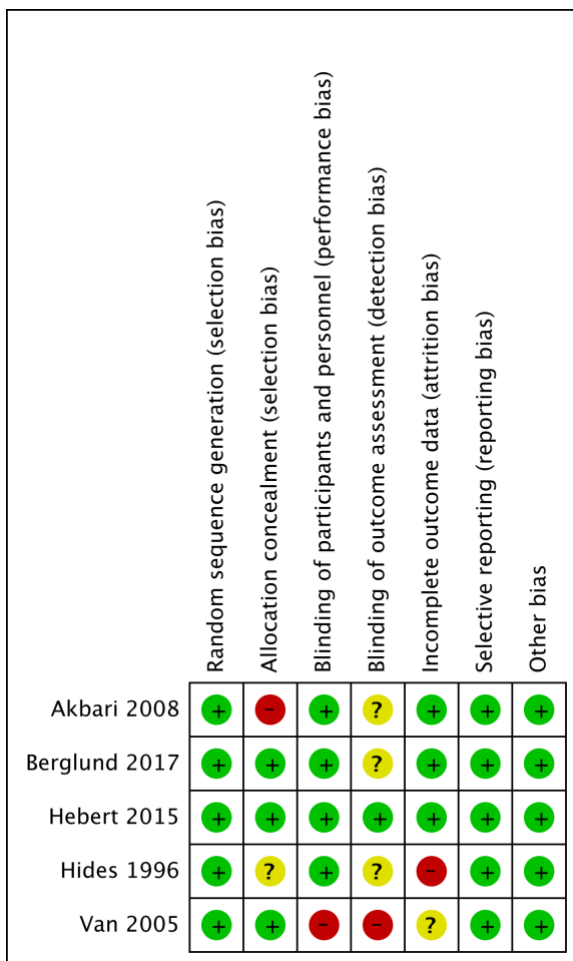 Random sequence generation (selection bias)
Allocation concealment (selection bias)
Blinding of participants and personnel (performance bias)
Blinding of outcome assessment (detection bias)
Incomplete outcome data (attrition bias)
Selective reporting (reporting bias)
Other bias
Akbari 2008 + - + ? + + +
Berglund 2017 + + + ? + + +
Hebert 2015 + + + + + + +
Hides 1996 + ? + ? - + +
Van 2005 + + - - ? + +